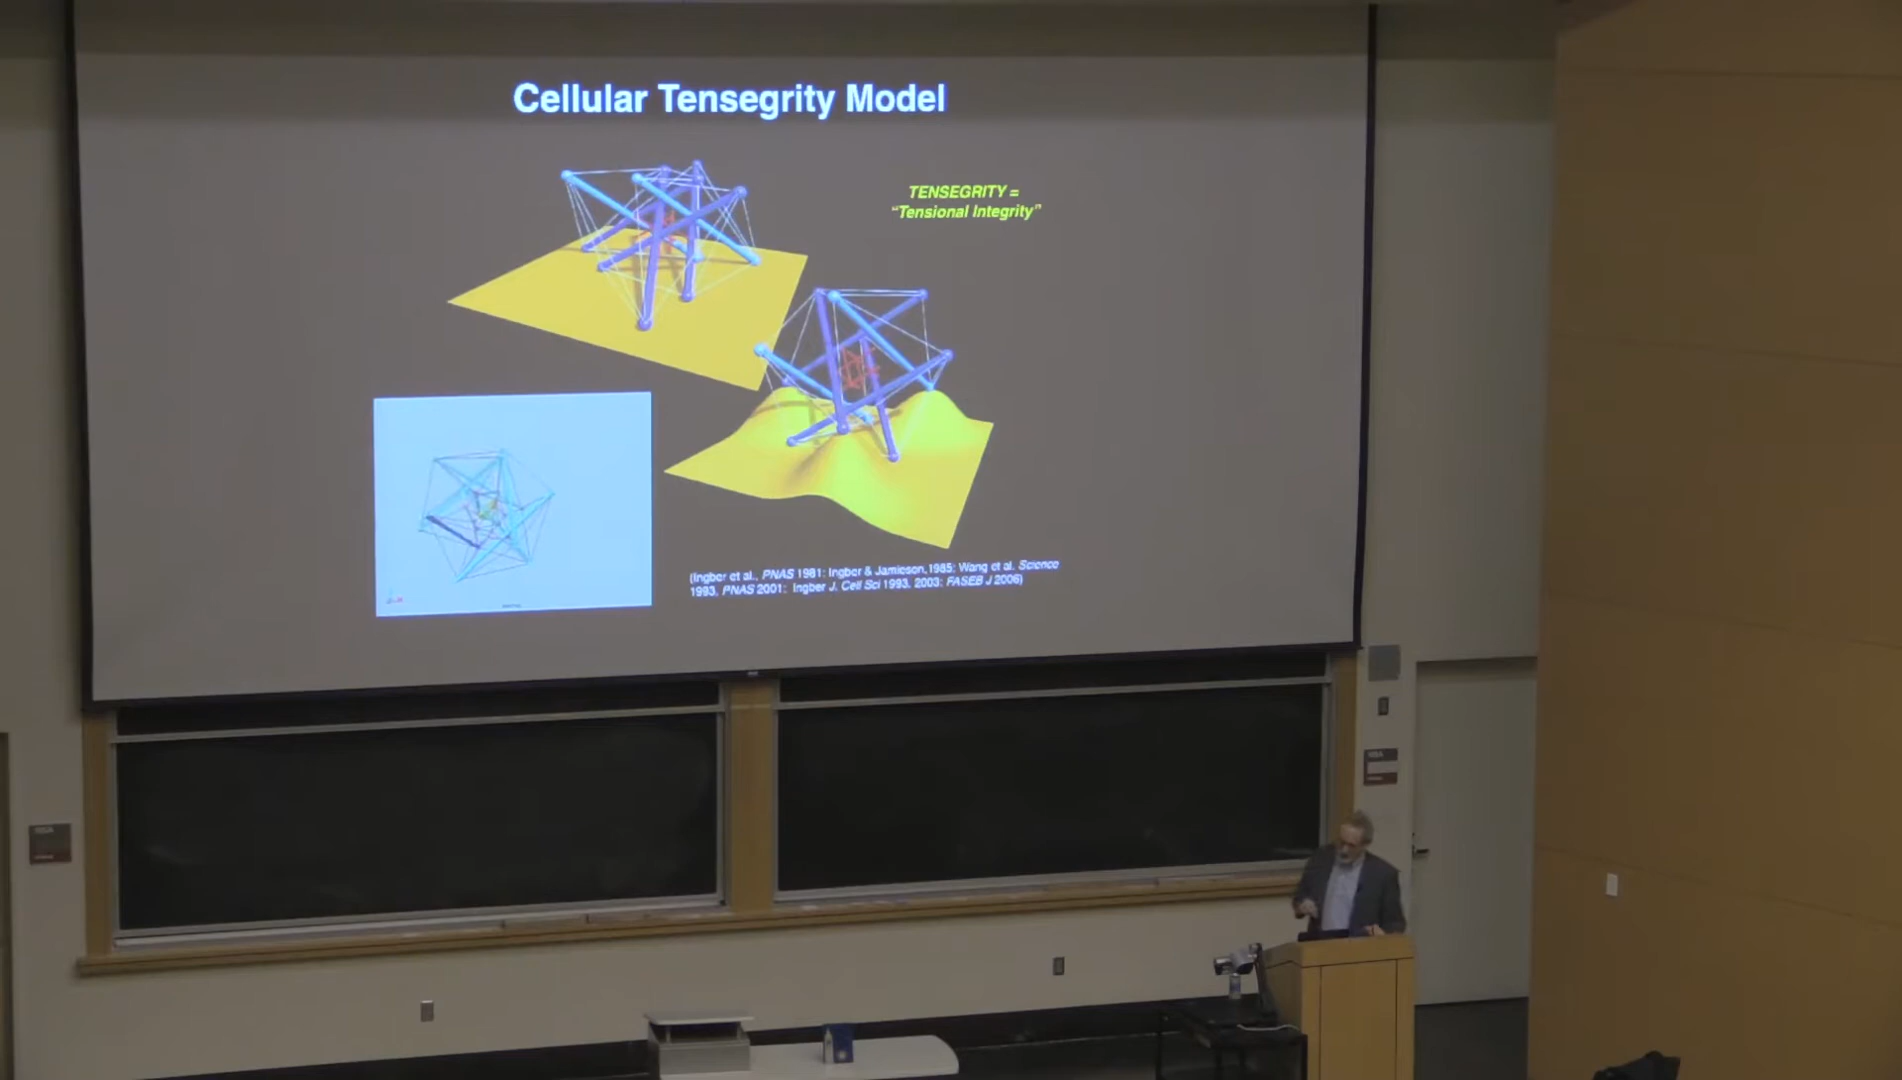 Cellular Tensegrity Model
TENSEGRITY =
“Tensional Integrity”
(Ingber et al., PNAS 1981; Ingber & Jamieson, 1985; Wang et al. Science
1993, PNAS 2001; Ingber J. Cell Sci 1993, 2003; FASEB J 2006)